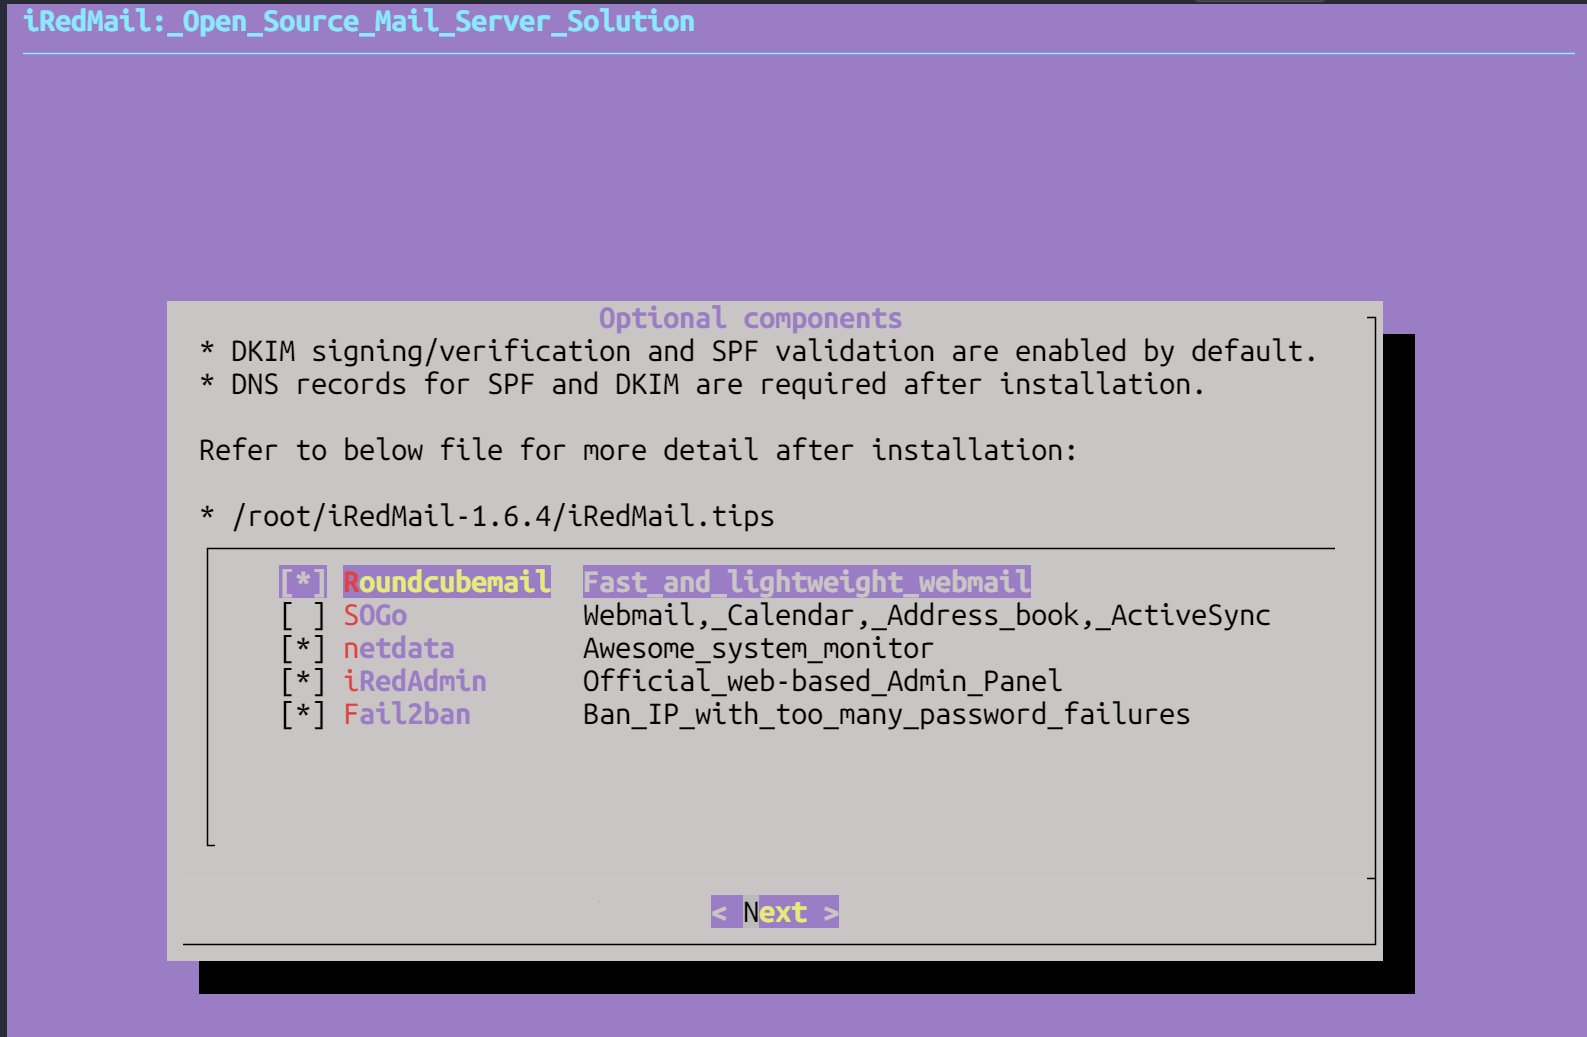 iRedMail:_Open_Source_Mail_Server_Solution
Optional components
* DKIM signing/verification and SPF validation are enabled by default.
* DNS records for SPF and DKIM are required after installation.
Refer to below file for more detail after installation:
* /root/iRedMail-1.6.4/iRedMail.tips
[*] Roundcubemail Fast_and_lightweight_webmail
[ ] SOGo Webmail,_Calendar,_Address_book,_ActiveSync
[*] netdata Awesome_system_monitor
[*] iRedAdmin Official_web-based_Admin_Panel
[*] Fail2ban Ban_IP_with_too_many_password_failures
< Next >